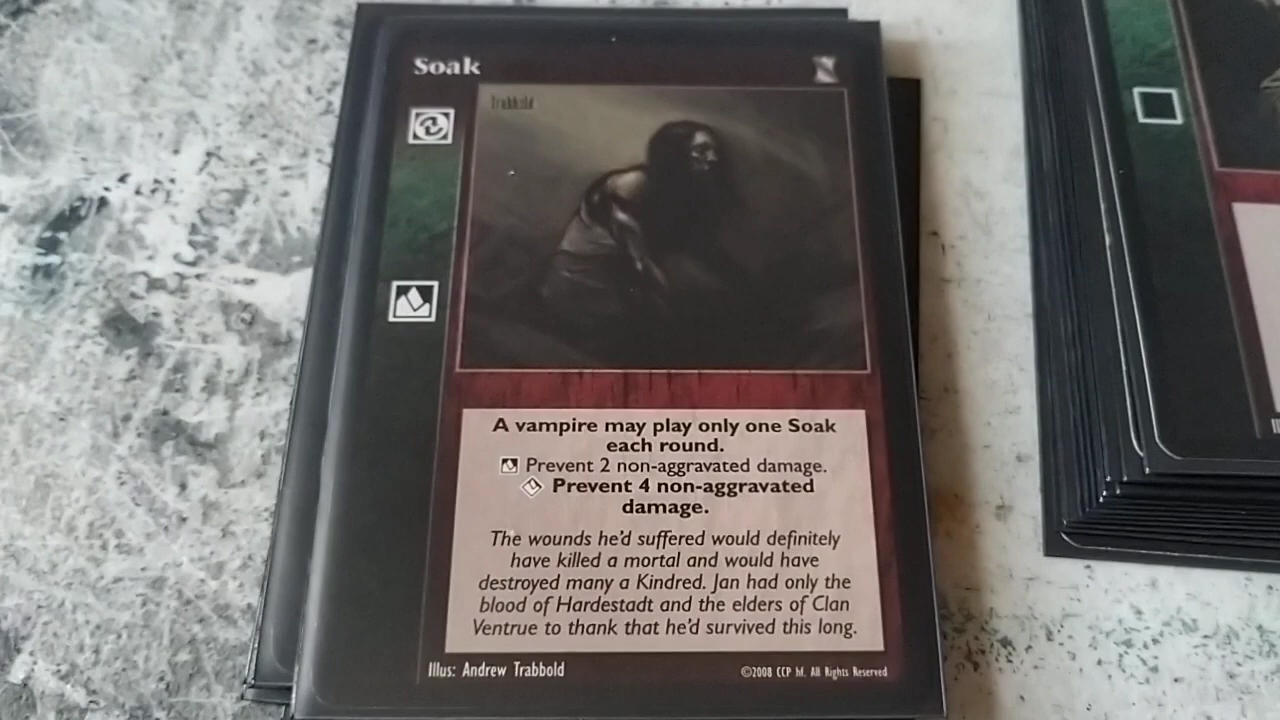 Soak
Trabbold
A vampire may play only one Soak
each round.
Prevent 2 non-aggravated damage.
Prevent 4 non-aggravated
damage.
The wounds he'd suffered would definitely
have killed a mortal and would have
destroyed many a Kindred. Jan had only the
blood of Hardestadt and the elders of Clan
Ventrue to thank that he'd survived this long.
Illus: Andrew Trabbold
©2008 CCP hf. All Rights Reserved